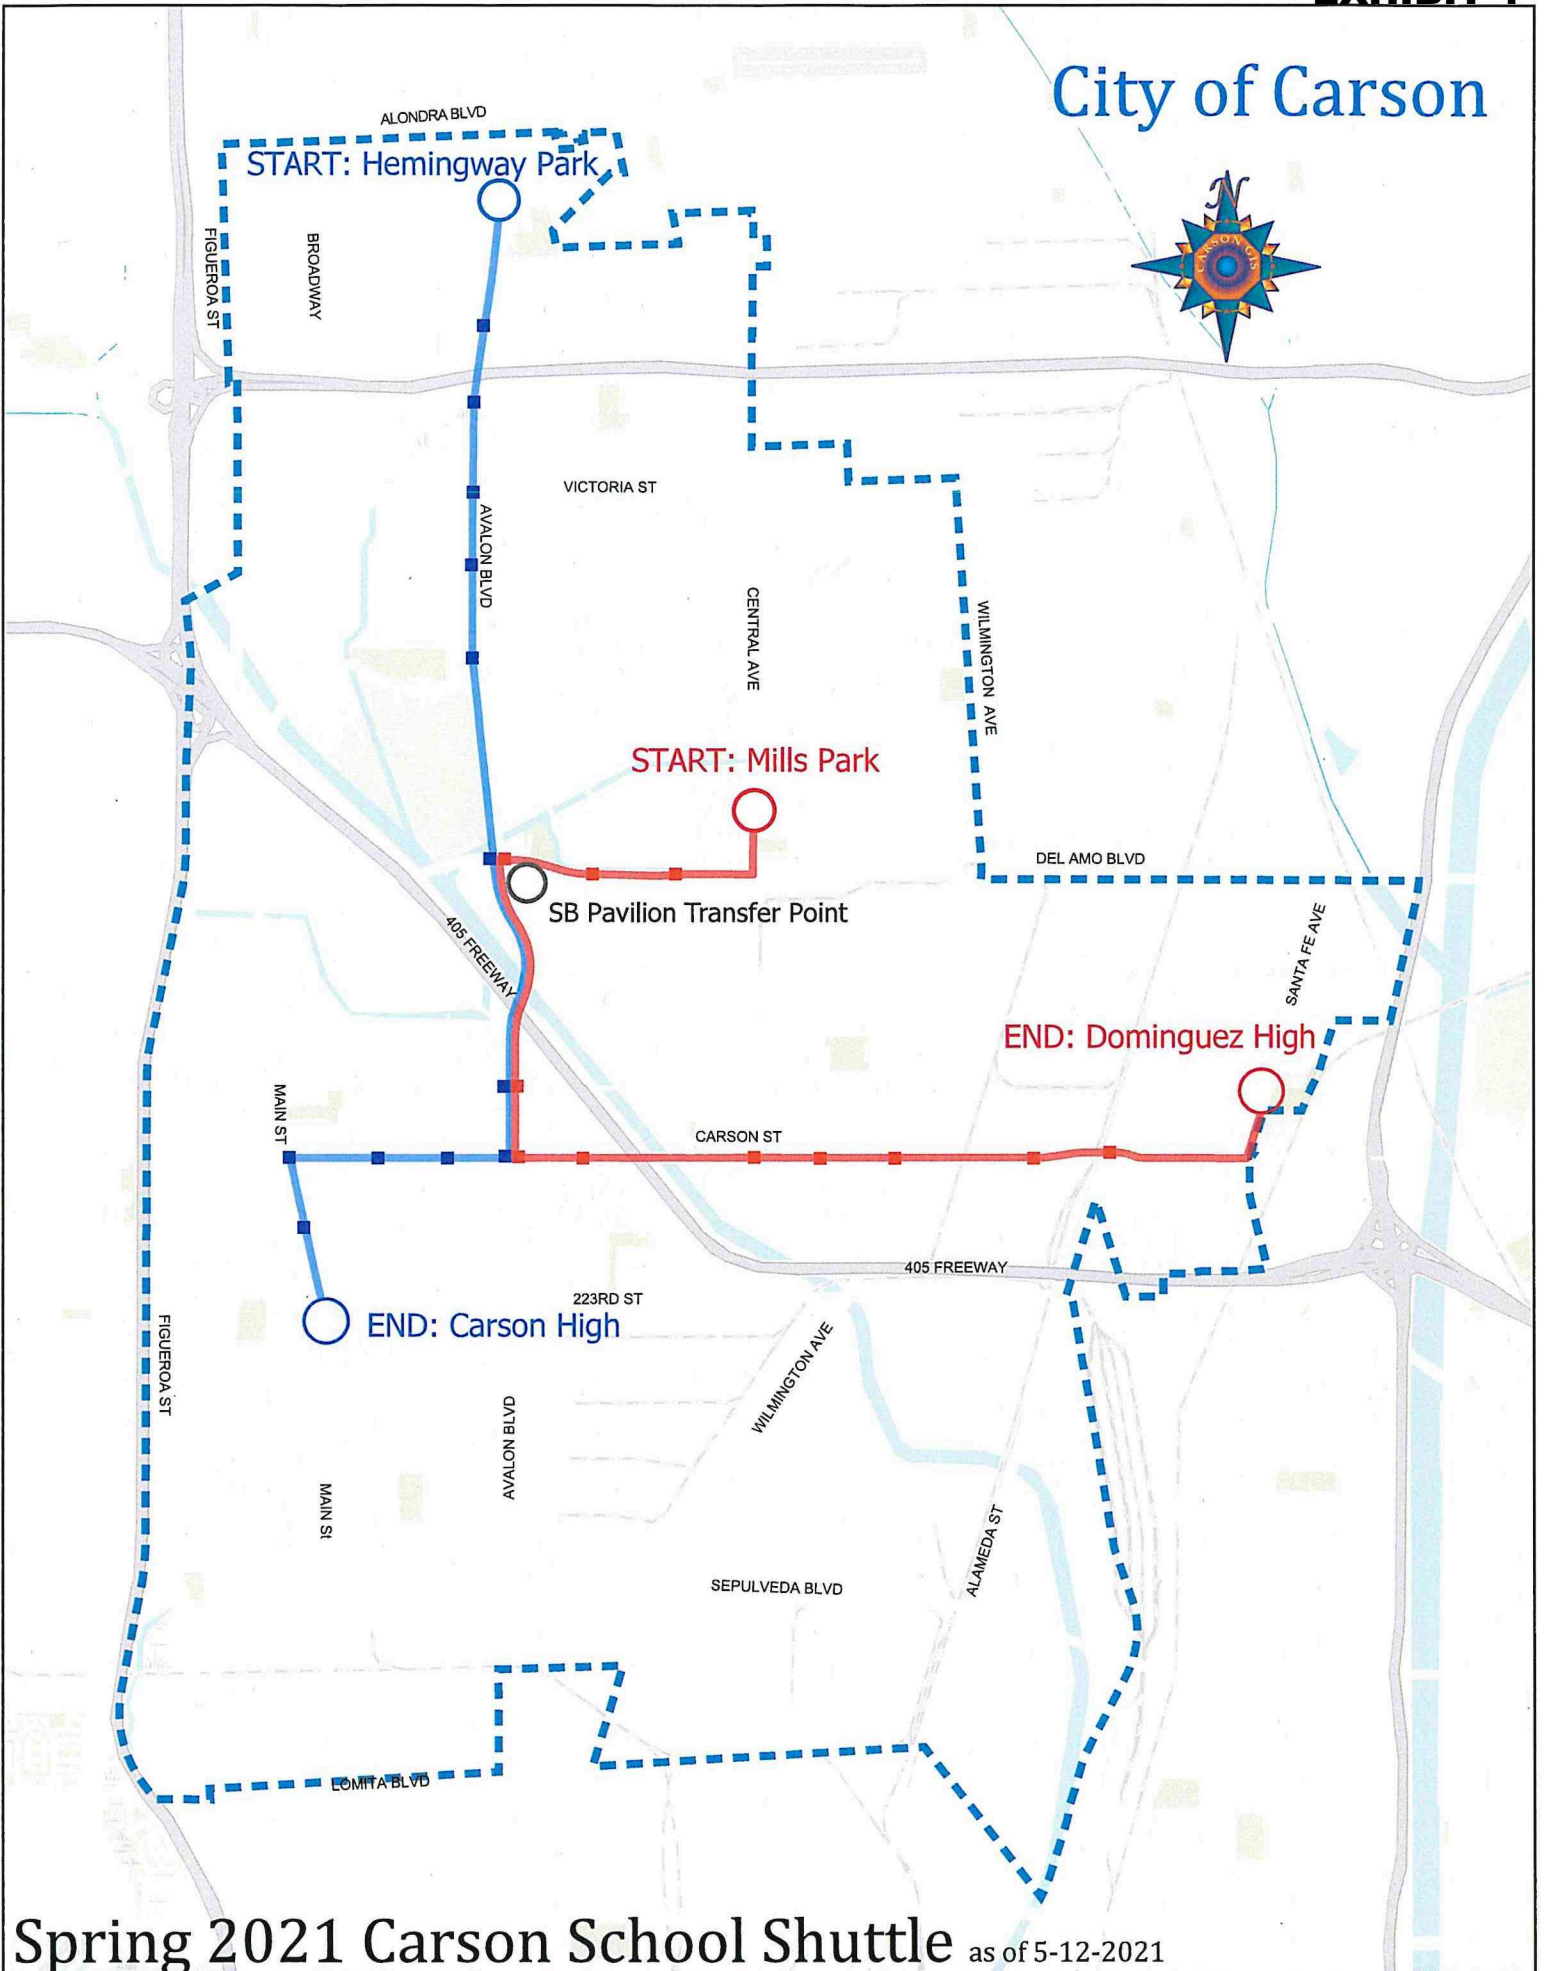 City of Carson
N
CARSON GIS
ALONDRA BLVD
START: Hemingway Park
FIGUEROA ST
BROADWAY
VICTORIA ST
AVALON BLVD
CENTRAL AVE
WILMINGTON AVE
START: Mills Park
DEL AMO BLVD
SB Pavilion Transfer Point
405 FREEWAY
SANTA FE AVE
END: Dominguez High
MAIN ST
CARSON ST
405 FREEWAY
223RD ST
END: Carson High
FIGUEROA ST
WILMINGTON AVE
AVALON BLVD
MAIN St
ALAMEDA ST
SEPULVEDA BLVD
LOMITA BLVD
Spring 2021 Carson School Shuttle as of 5-12-2021